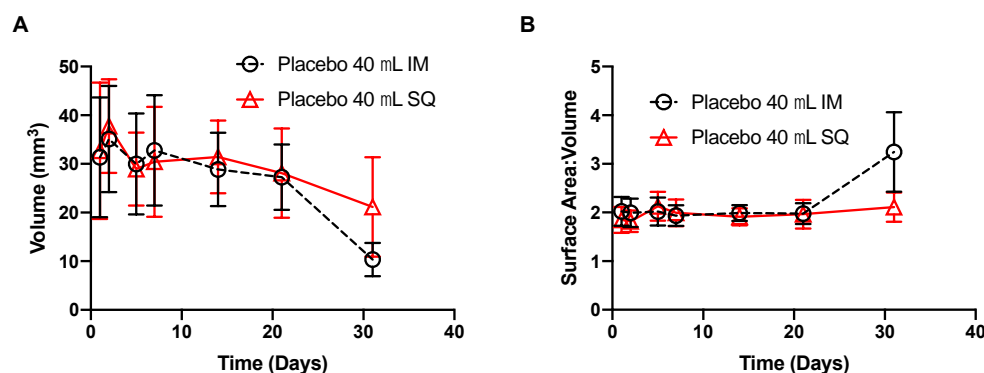 A
Placebo 40 mL IM
Placebo 40 mL SQ
50
40
30
20
10
0
Volume (mm³)
0 10 20 30 40
Time (Days)
B
Placebo 40 mL IM
Placebo 40 mL SQ
5
4
3
2
1
0
Surface Area:Volume
0 10 20 30 40
Time (Days)